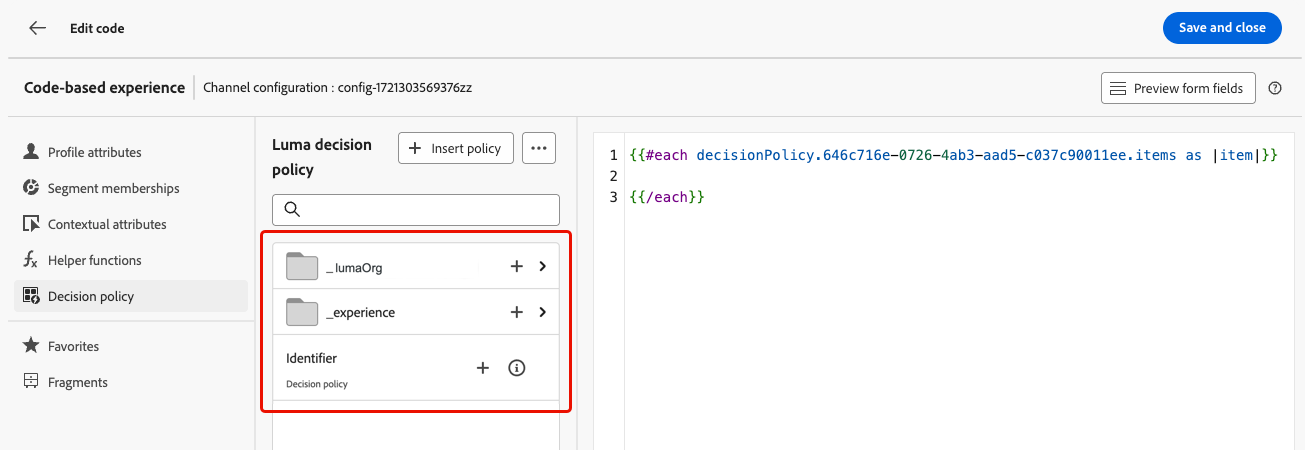 Edit code
Save and close
Code-based experience
Channel configuration : config-1721303569376zz
Preview form fields
Profile attributes
Segment memberships
Contextual attributes
Helper functions
Decision policy
Favorites
Fragments
Luma decision
policy
Insert policy
_ lumaOrg
_experience
Identifier
Decision policy
1 {{#each decisionPolicy.646c716e-0726-4ab3-aad5-c037c90011ee.items as |item|}}
2
3 {{/each}}